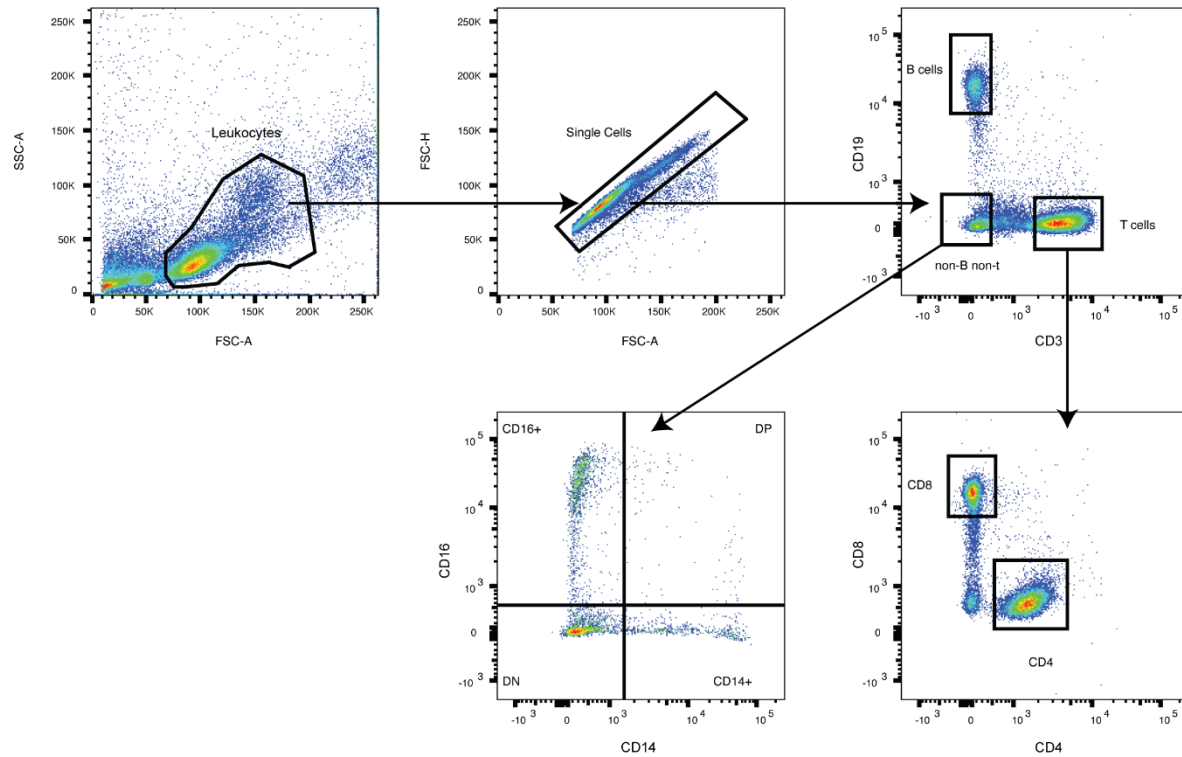 250K
200K
150K
100K
50K
0
SSC-A
Leukocytes
0
50K
100K
150K
200K
250K
FSC-A
250K
200K
150K
100K
50K
0
FSC-H
Single Cells
0
50K
100K
150K
200K
250K
FSC-A
10 5
10 4
10 3
0
-10 3
CD19
B cells
T cells
non-B non-t
-10 3
0
10 3
10 4
10 5
CD3
CD16+
DP
10 5
10 4
10 3
0
-10 3
CD16
DN
CD14+
-10 3
0
10 3
10 4
10 5
CD14
10 5
10 4
10 3
0
-10 3
CD8
CD8
CD4
-10 3
0
10 3
10 4
10 5
CD4